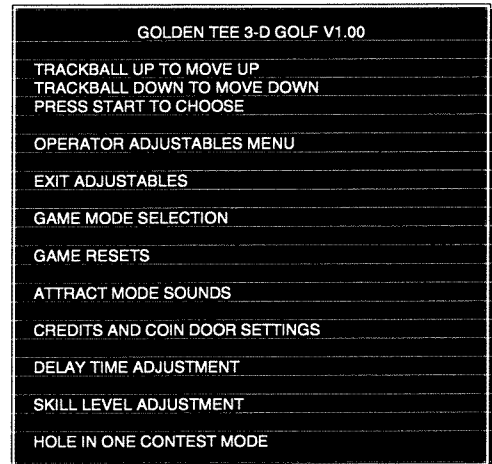 GOLDEN TEE 3-D GOLF V1.00
TRACKBALL UP TO MOVE UP
TRACKBALL DOWN TO MOVE DOWN
PRESS START TO CHOOSE
OPERATOR ADJUSTABLES MENU
EXIT ADJUSTABLES
GAME MODE SELECTION
GAME RESETS
ATTRACT MODE SOUNDS
CREDITS AND COIN DOOR SETTINGS
DELAY TIME ADJUSTMENT
SKILL LEVEL ADJUSTMENT
HOLE IN ONE CONTEST MODE